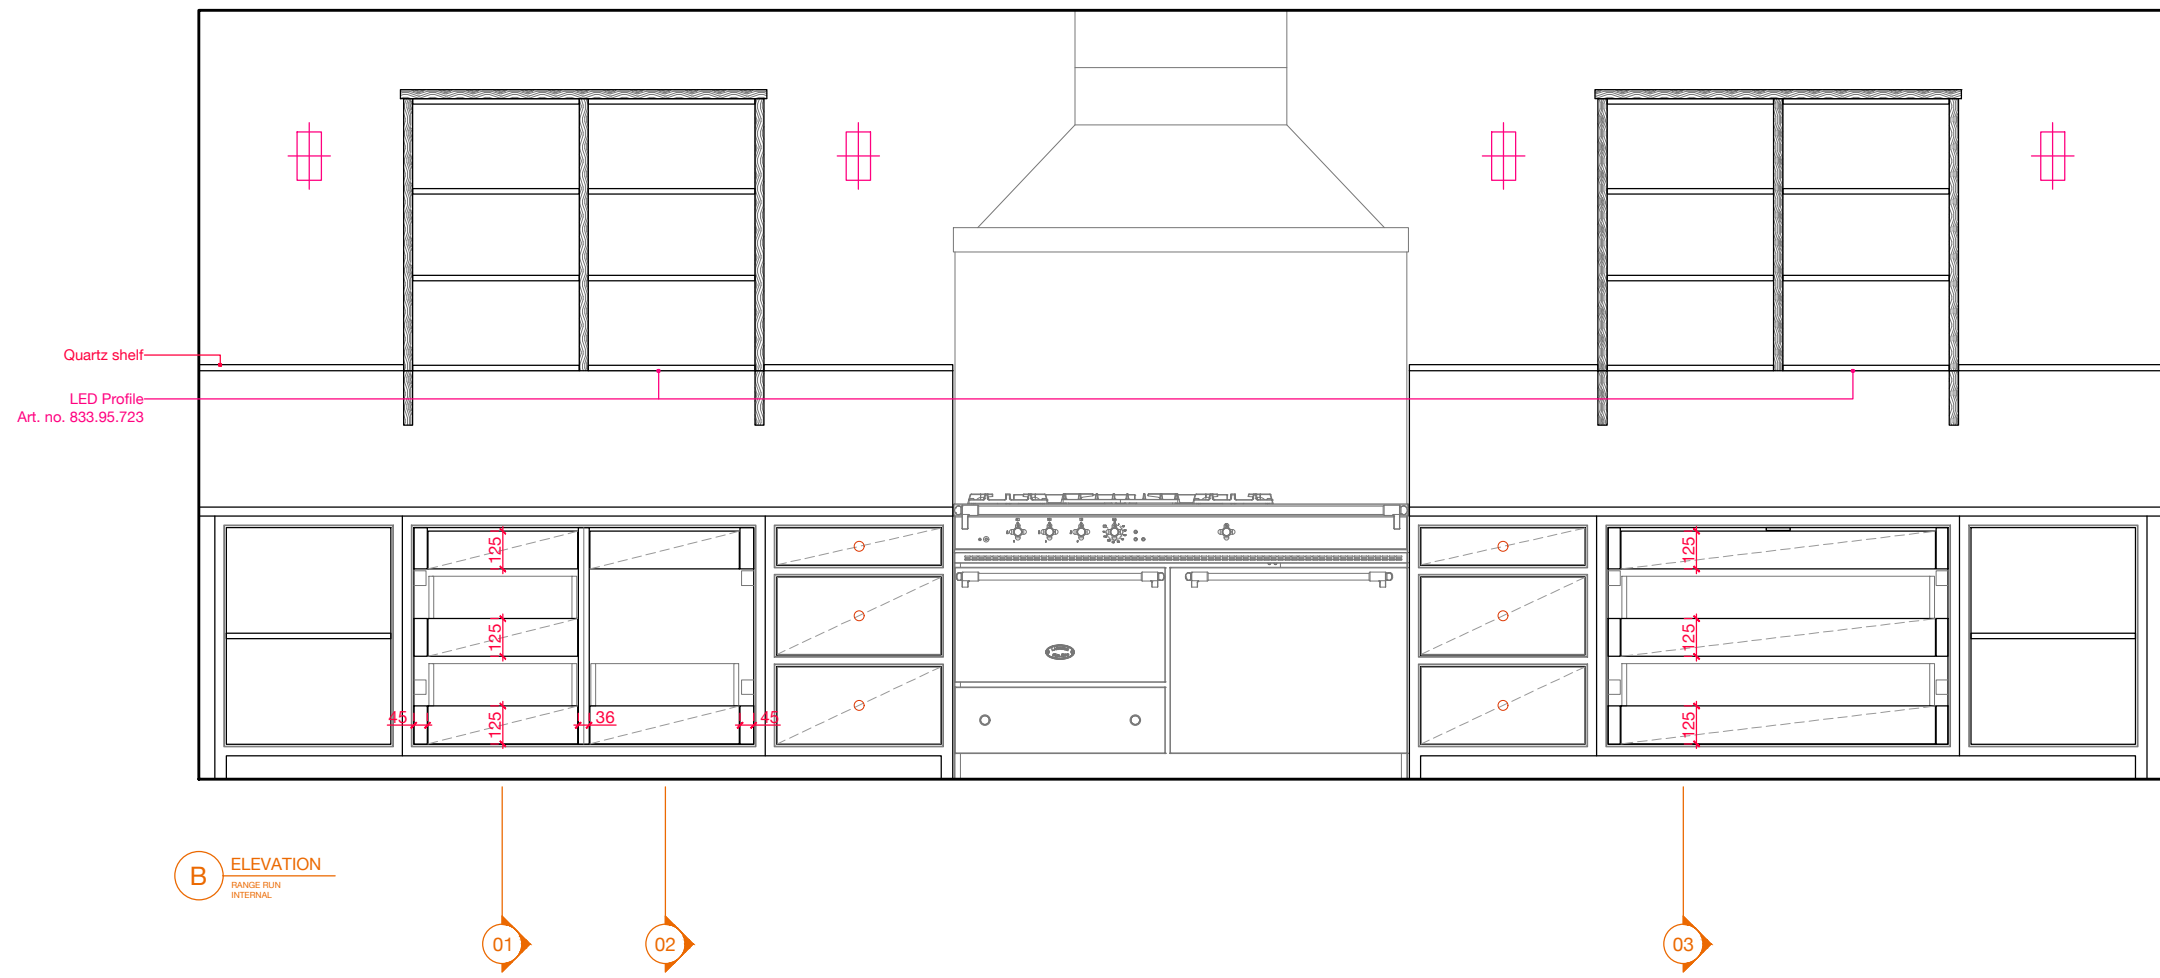 Quartz shelf
LED Profile
Art. no. 833.95.723
125
125
125
45
36
45
125
125
125
B
ELEVATION
RANGE RUN
INTERNAL
01
02
03